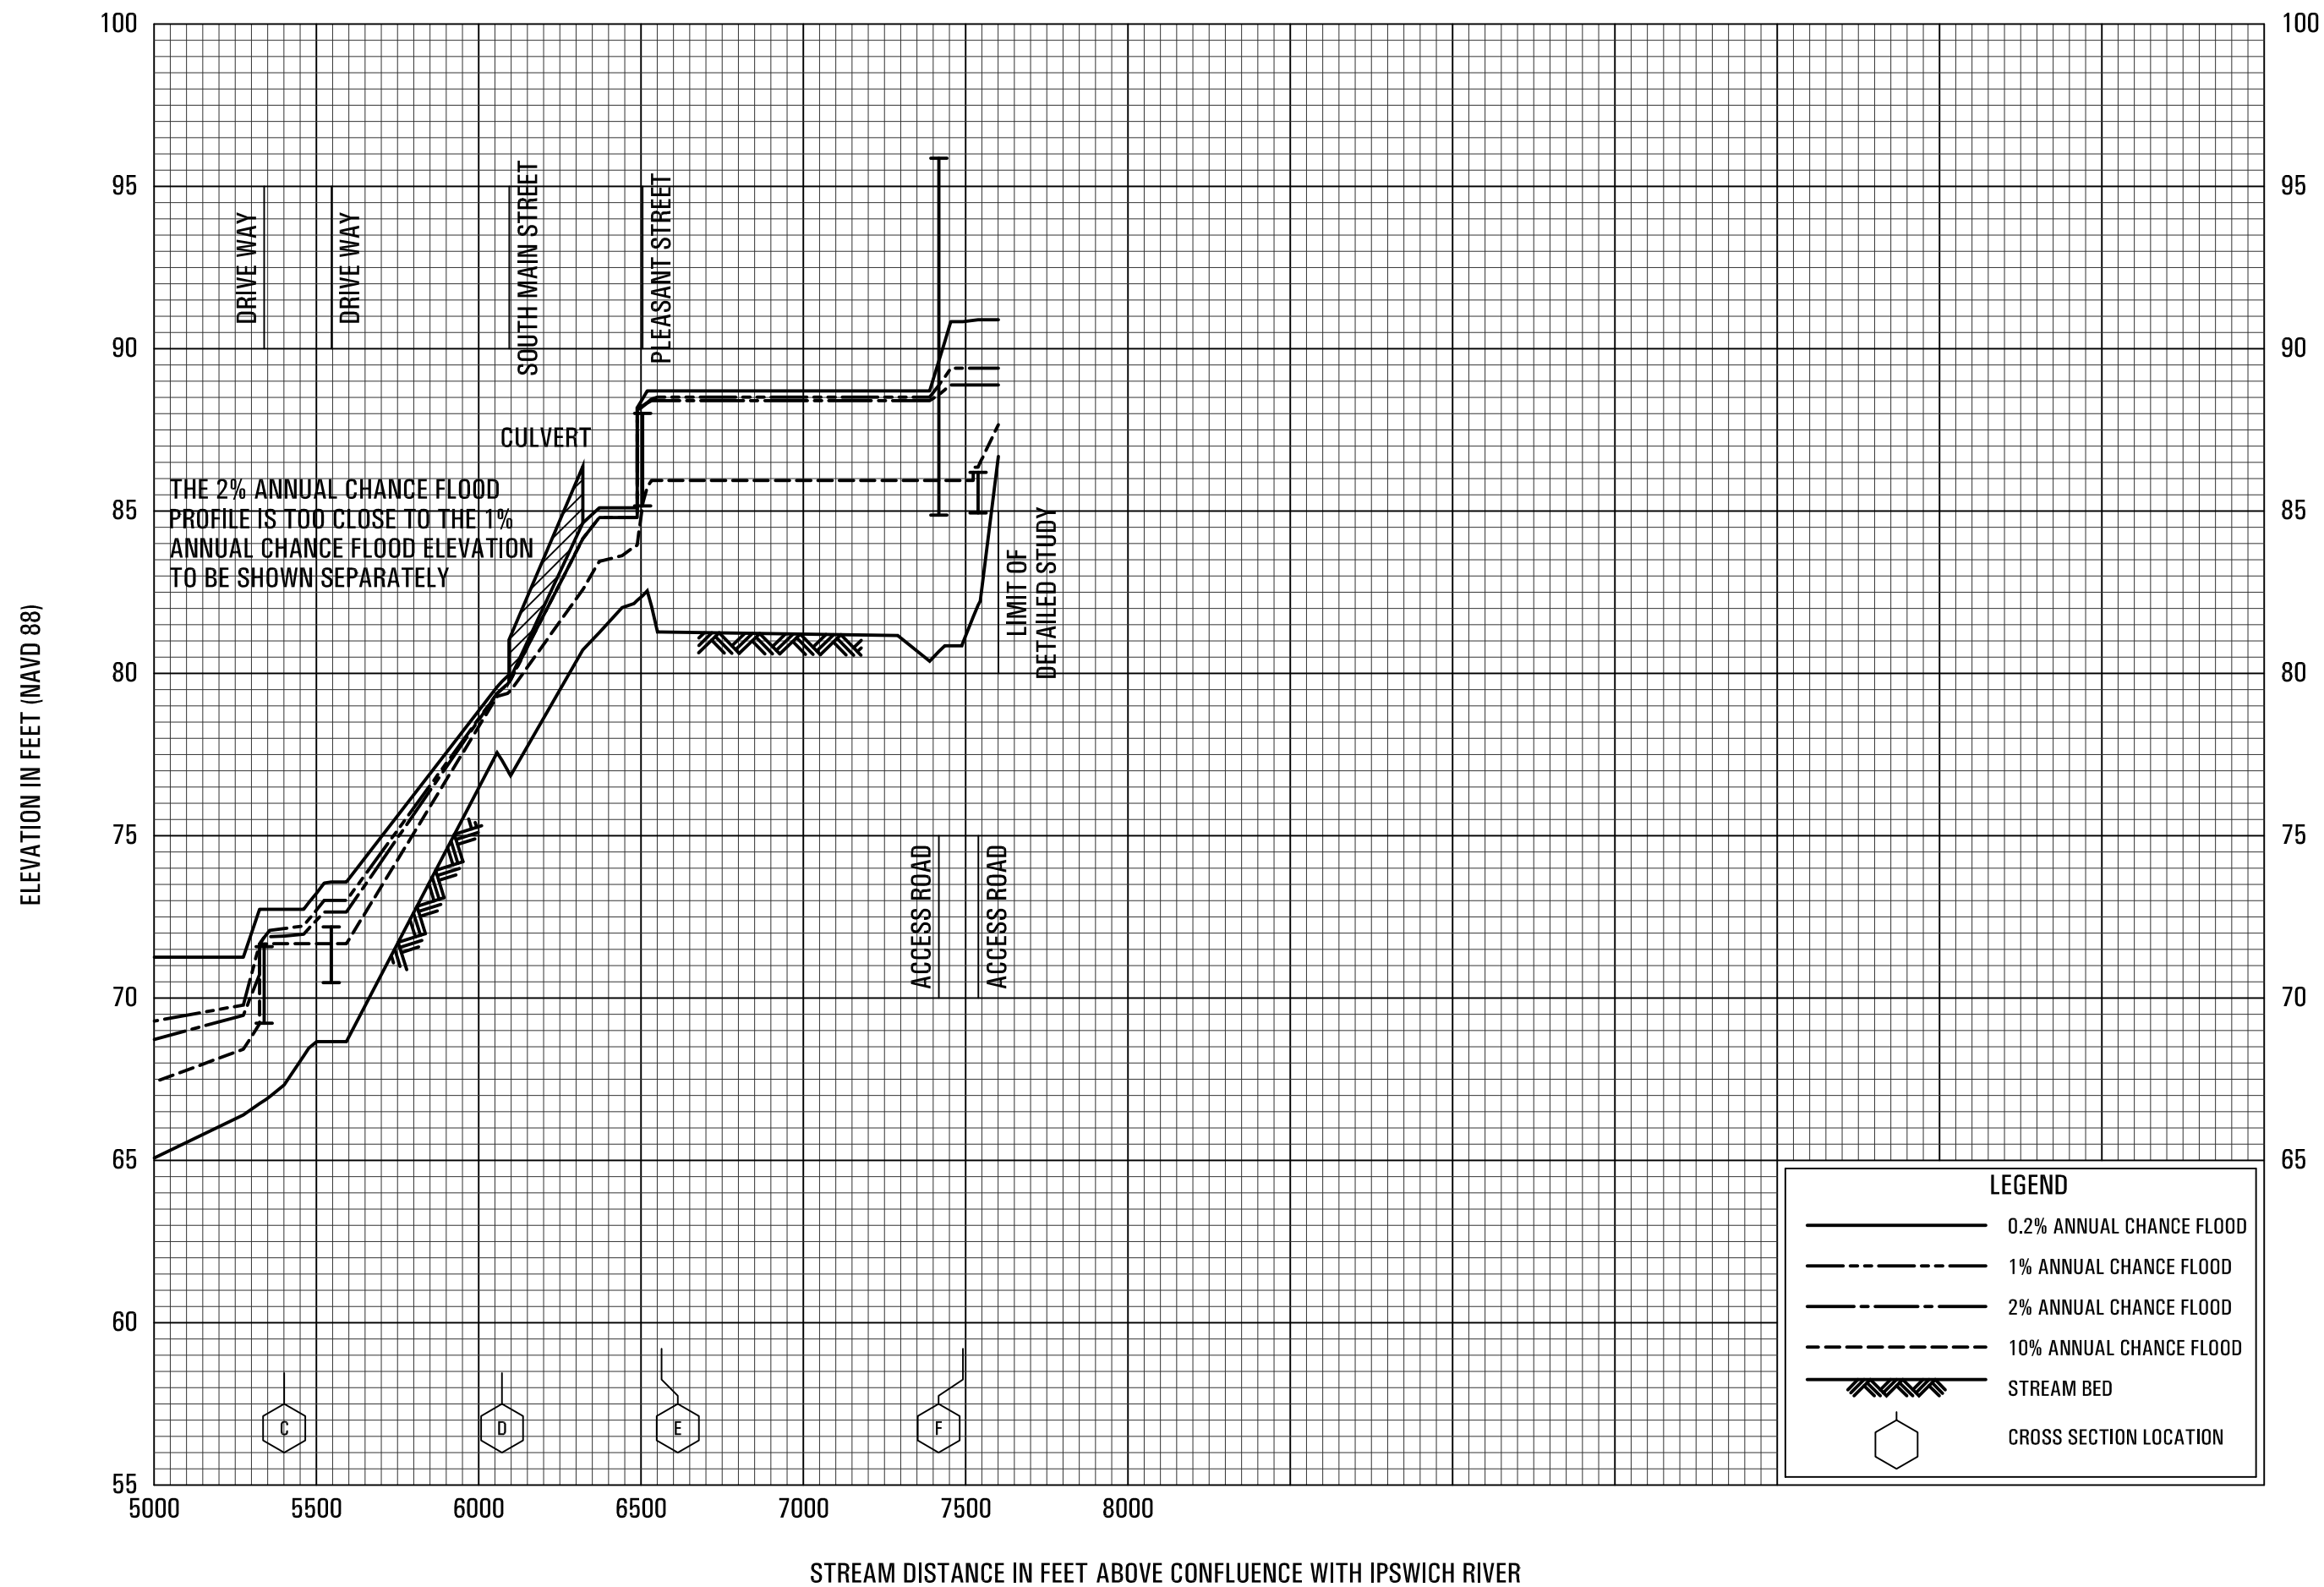 100
95
90
85
80
75
70
65
60
55
ELEVATION IN FEET (NAVD 88)
100
95
90
85
80
75
70
65
DRIVE WAY
DRIVE WAY
SOUTH MAIN STREET
PLEASANT STREET
CULVERT
THE 2% ANNUAL CHANCE FLOOD
PROFILE IS TOO CLOSE TO THE 1%
ANNUAL CHANCE FLOOD ELEVATION
TO BE SHOWN SEPARATELY
LIMIT OF
DETAILED STUDY
ACCESS ROAD
ACCESS ROAD
C
D
E
F
LEGEND
0.2% ANNUAL CHANCE FLOOD
1% ANNUAL CHANCE FLOOD
2% ANNUAL CHANCE FLOOD
10% ANNUAL CHANCE FLOOD
STREAM BED
CROSS SECTION LOCATION
5000 5500 6000 6500 7000 7500 8000
STREAM DISTANCE IN FEET ABOVE CONFLUENCE WITH IPSWICH RIVER